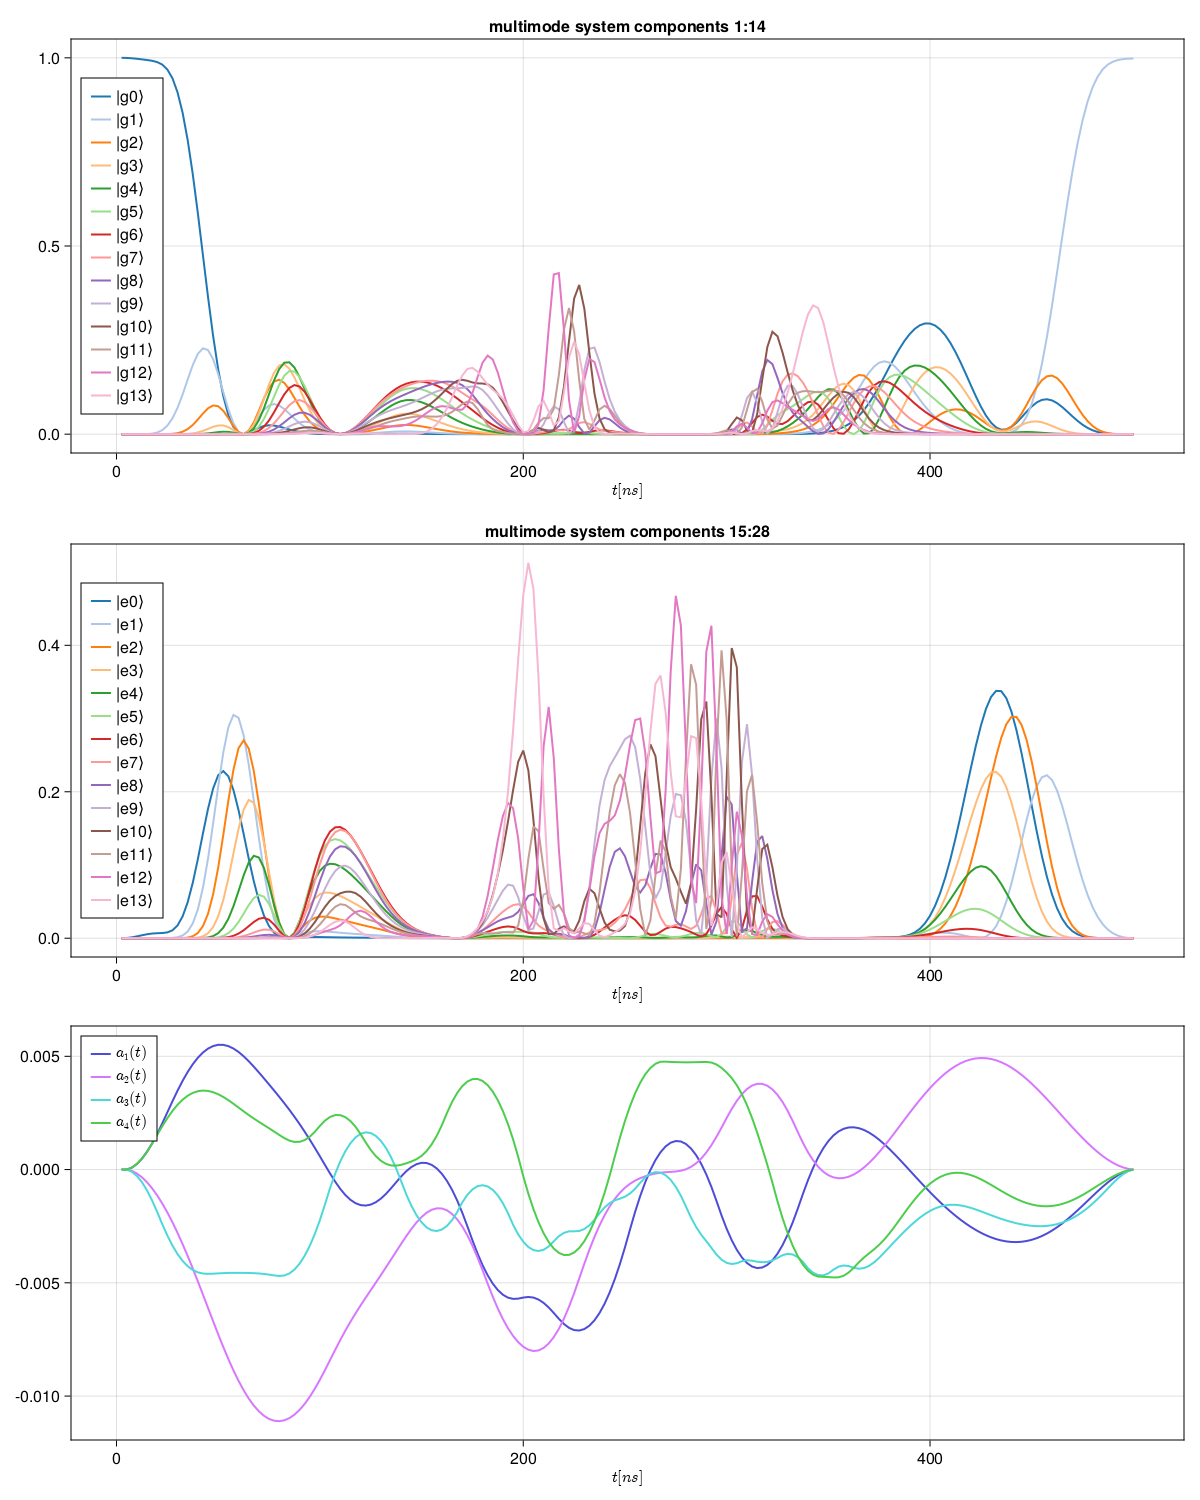 multimode system components 1:14
1.0
0.5
0.0
|g0⟩
|g1⟩
|g2⟩
|g3⟩
|g4⟩
|g5⟩
|g6⟩
|g7⟩
|g8⟩
|g9⟩
|g10⟩
|g11⟩
|g12⟩
|g13⟩
0 200 400
t[ns]
multimode system components 15:28
0.4
0.2
0.0
|e0⟩
|e1⟩
|e2⟩
|e3⟩
|e4⟩
|e5⟩
|e6⟩
|e7⟩
|e8⟩
|e9⟩
|e10⟩
|e11⟩
|e12⟩
|e13⟩
0 200 400
t[ns]
0.005
0.000
-0.005
-0.010
a₁(t)
a₂(t)
a₃(t)
a₄(t)
0 200 400
t[ns]